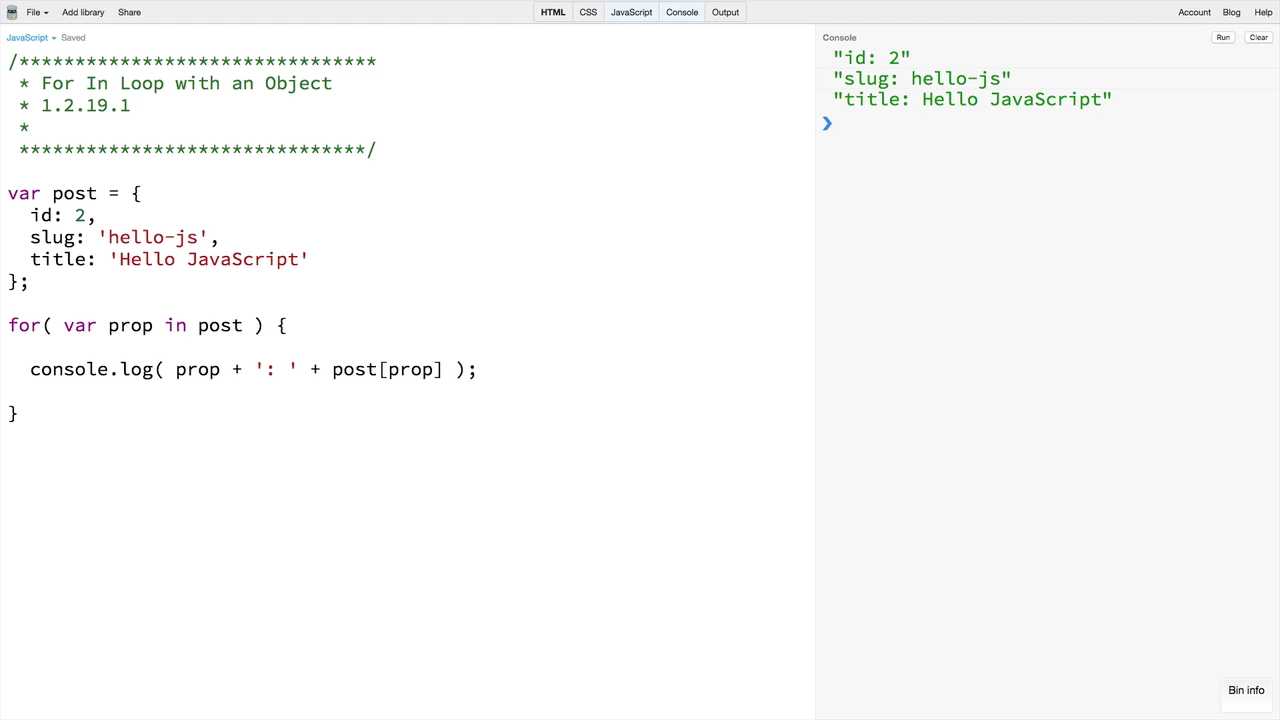 File Add library Share HTML CSS JavaScript Console Output Account Blog Help
JavaScript Saved
/********************************
* For In Loop with an Object
* 1.2.19.1
*
*******************************/
var post = {
id: 2,
slug: 'hello-js',
title: 'Hello JavaScript'
};
for( var prop in post ) {
console.log( prop + ': ' + post[prop] );
}
Console Run Clear
"id: 2"
"slug: hello-js"
"title: Hello JavaScript"
Bin info